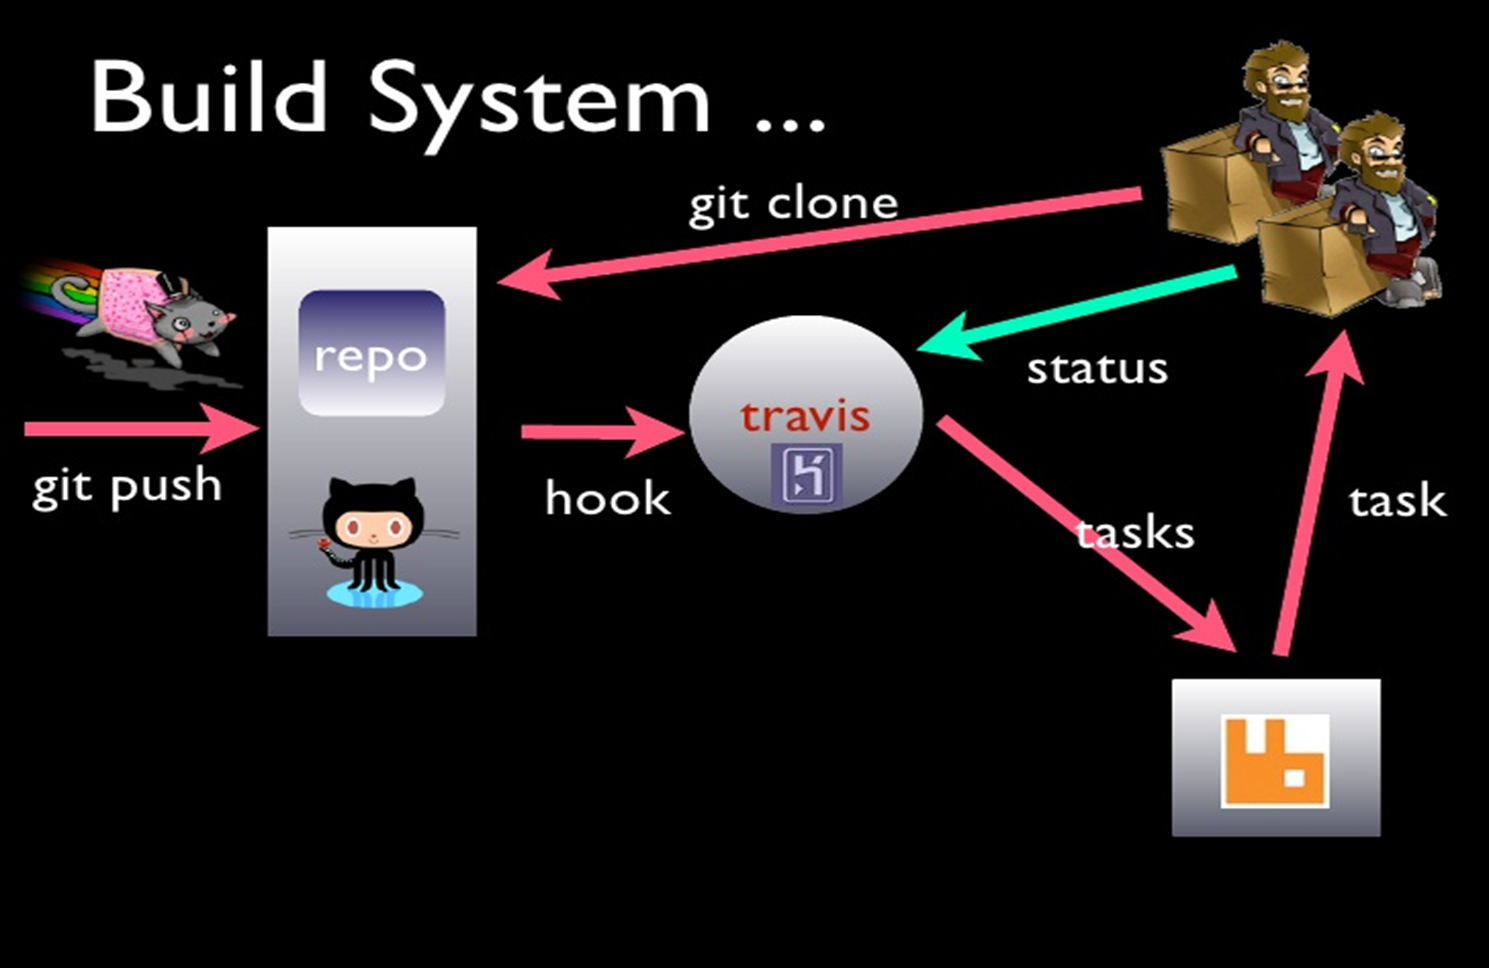 Build System ...
git clone
repo
git push
hook
travis
status
tasks
task